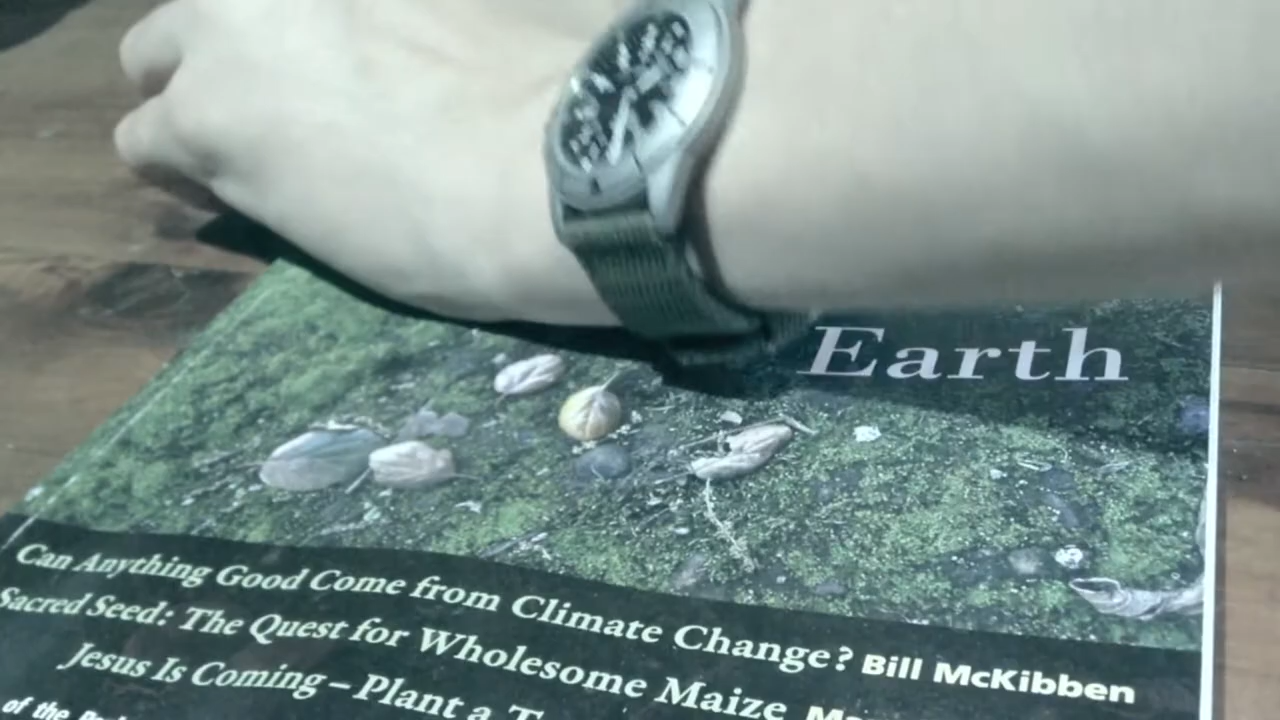 Earth
Can Anything Good Come from Climate Change? Bill McKibben
Sacred Seed: The Quest for Wholesome Maize
Jesus Is Coming – Plant a
of the